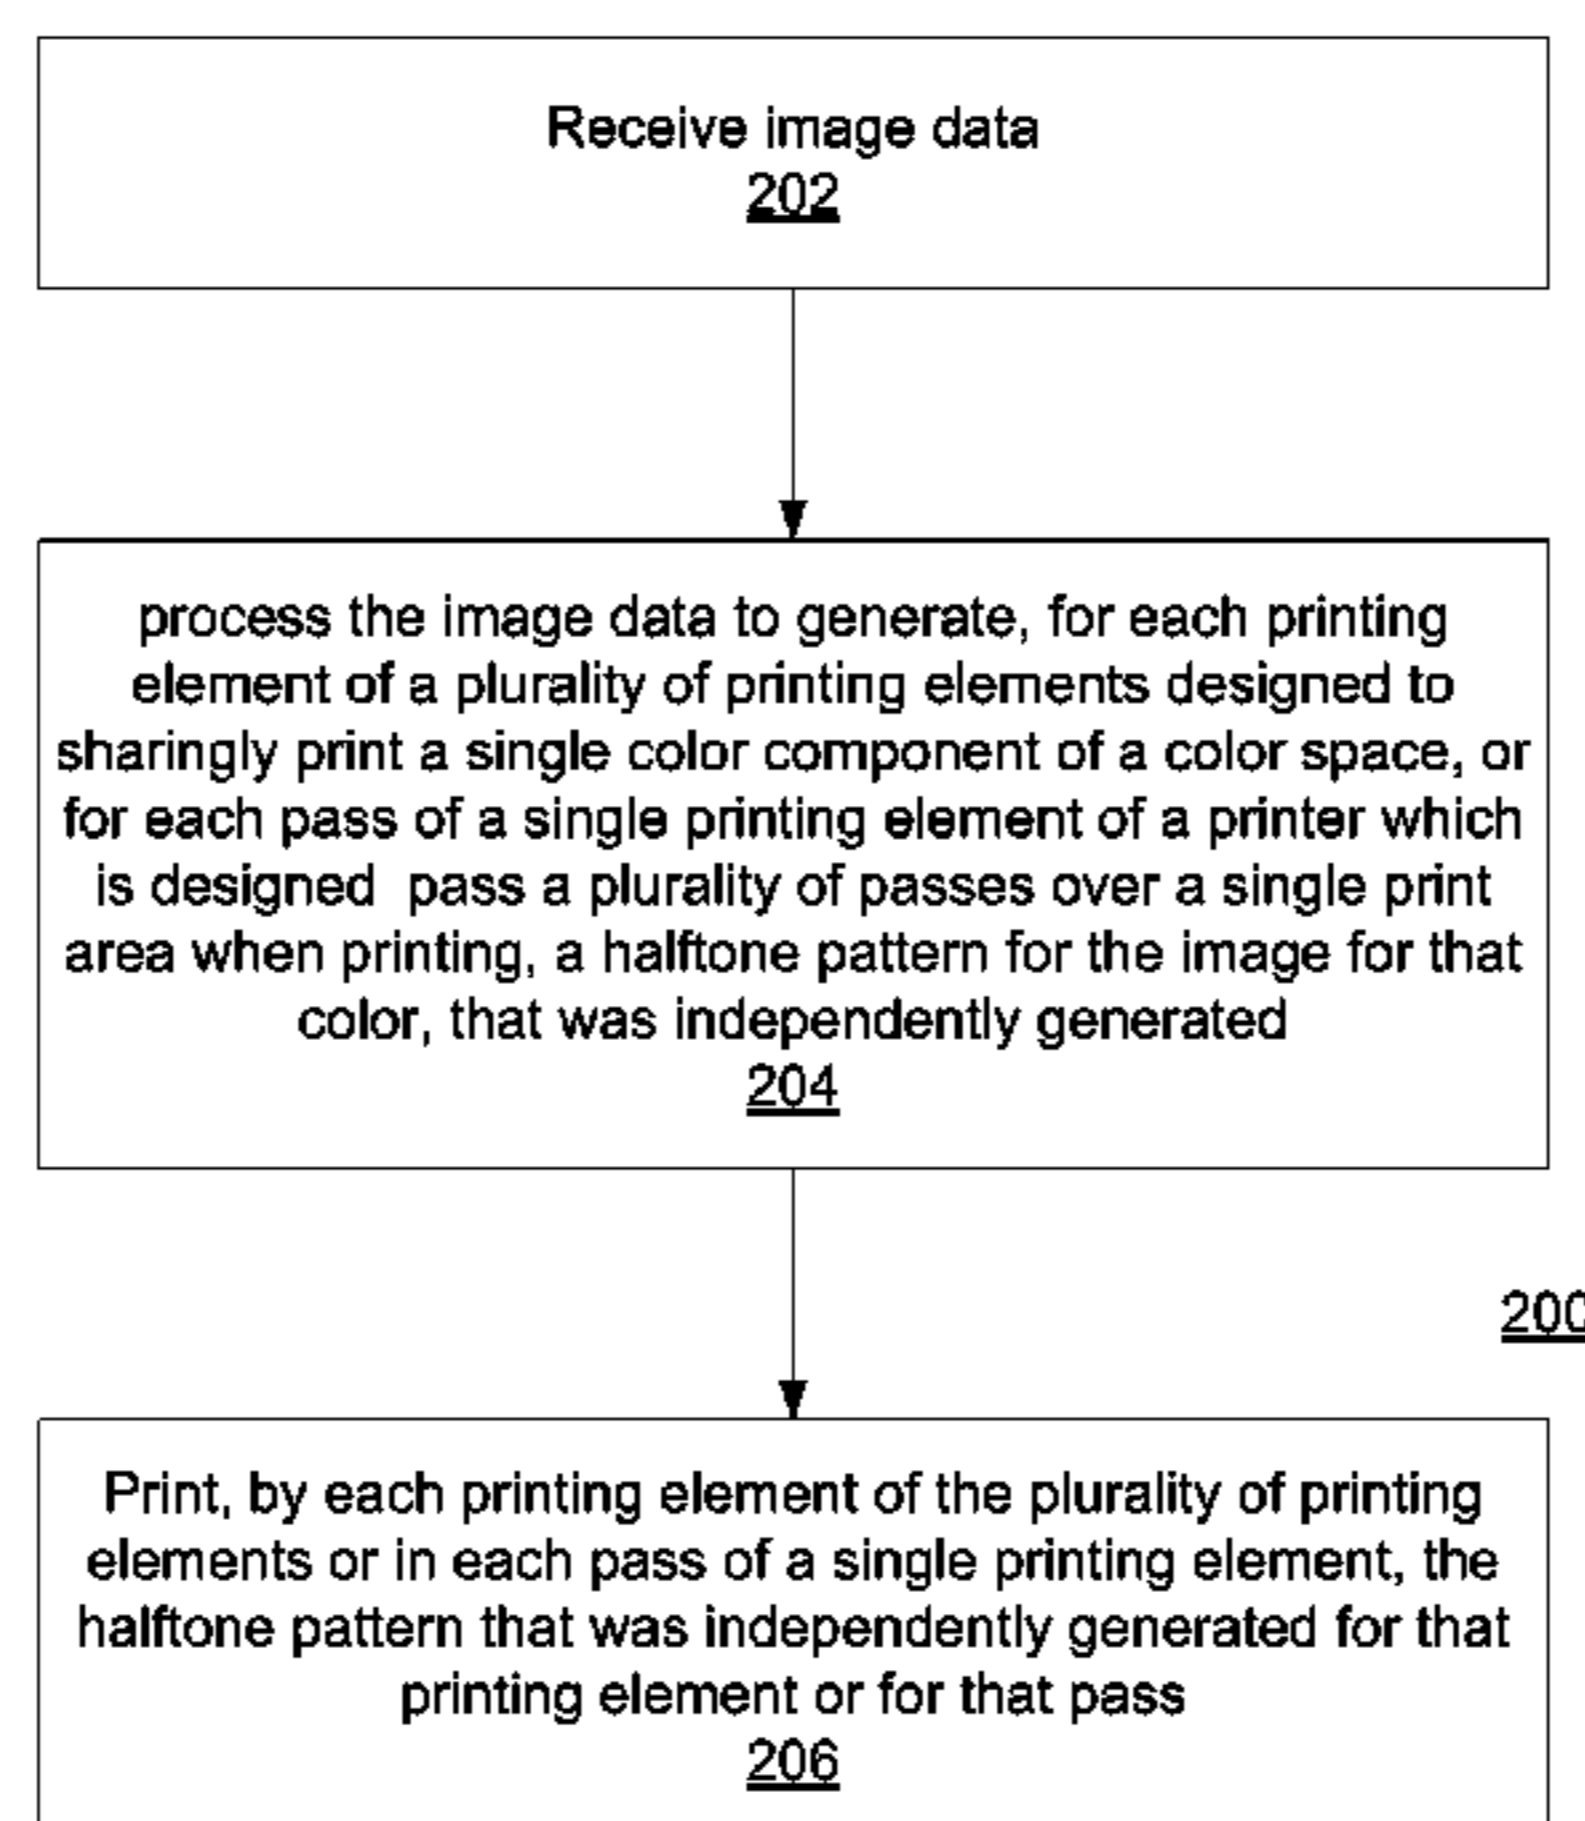 Receive image data
202
process the image data to generate, for each printing
element of a plurality of printing elements designed to
sharingly print a single color component of a color space, or
for each pass of a single printing element of a printer which
is designed  pass a plurality of passes over a single print
area when printing, a halftone pattern for the image for that
color, that was independently generated
204
200
Print, by each printing element of the plurality of printing
elements or in each pass of a single printing element, the
halftone pattern that was independently generated for that
printing element or for that pass
206